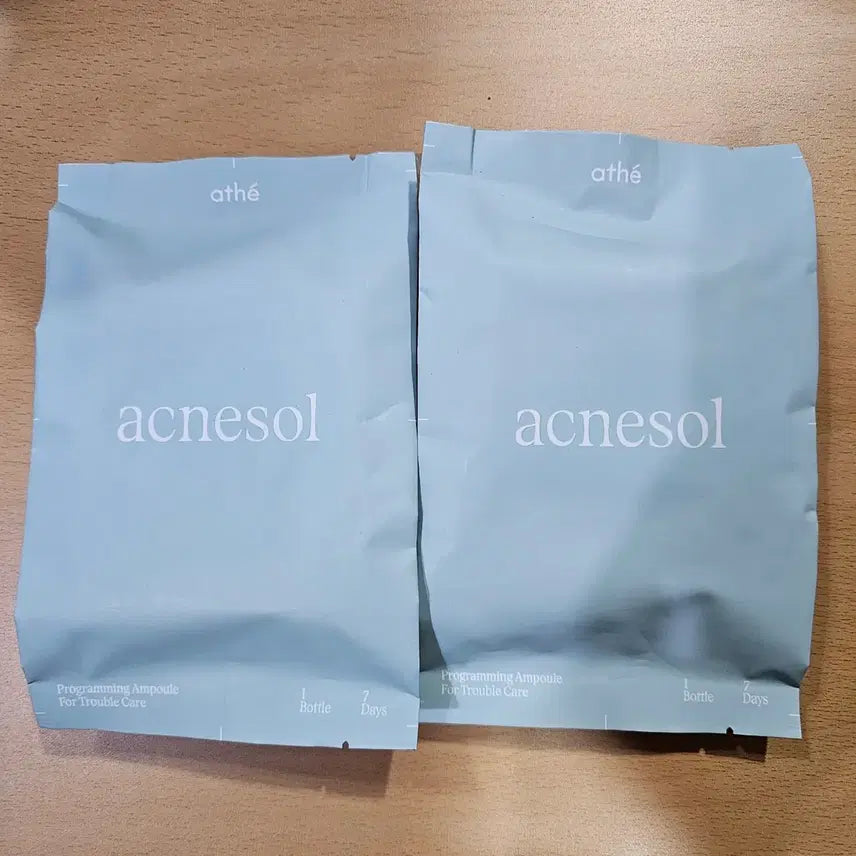 athé
acnesol
Programming Ampoule
For Trouble Care
1
Bottle
7
Days
athé
acnesol
Programming Ampoule
For Trouble Care
1
Bottle
7
Days